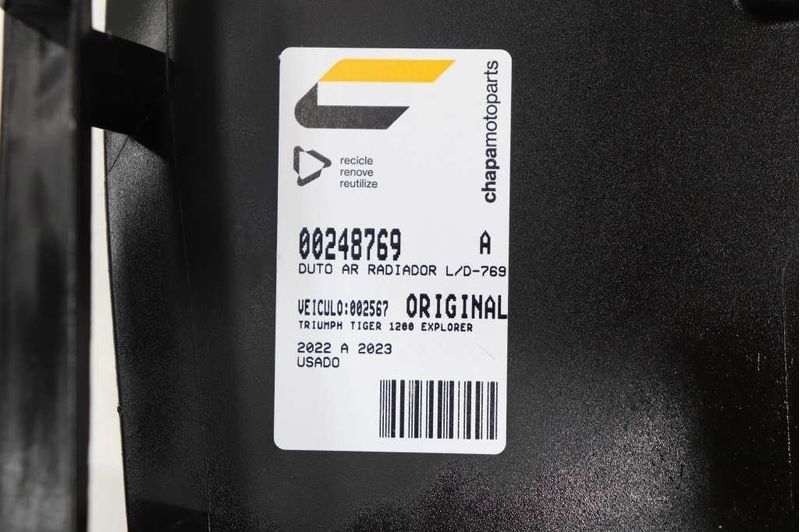 chapamotoparts
recicle
renove
reutilize
00248769 A
DUTO AR RADIADOR L/D-769
VEICULO:002567 ORIGINAL
TRIUMPH TIGER 1200 EXPLORER
2022 A 2023
USADO